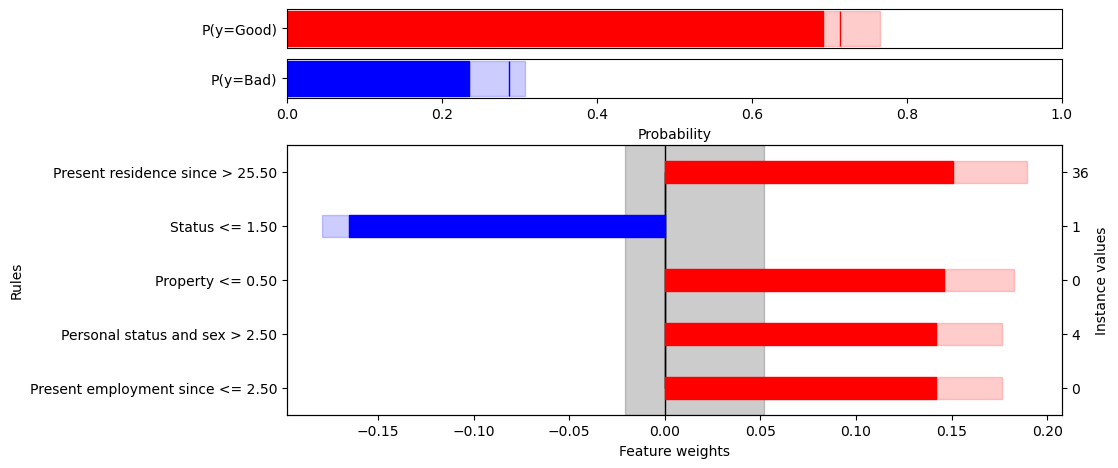 P(y=Good)
P(y=Bad)
0.0 0.2 0.4 0.6 0.8 1.0
Probability
Present residence since > 25.50 36
Status <= 1.50 1
Property <= 0.50 0
Personal status and sex > 2.50 4
Present employment since <= 2.50 0
Rules
Instance values
−0.15 −0.10 −0.05 0.00 0.05 0.10 0.15 0.20
Feature weights